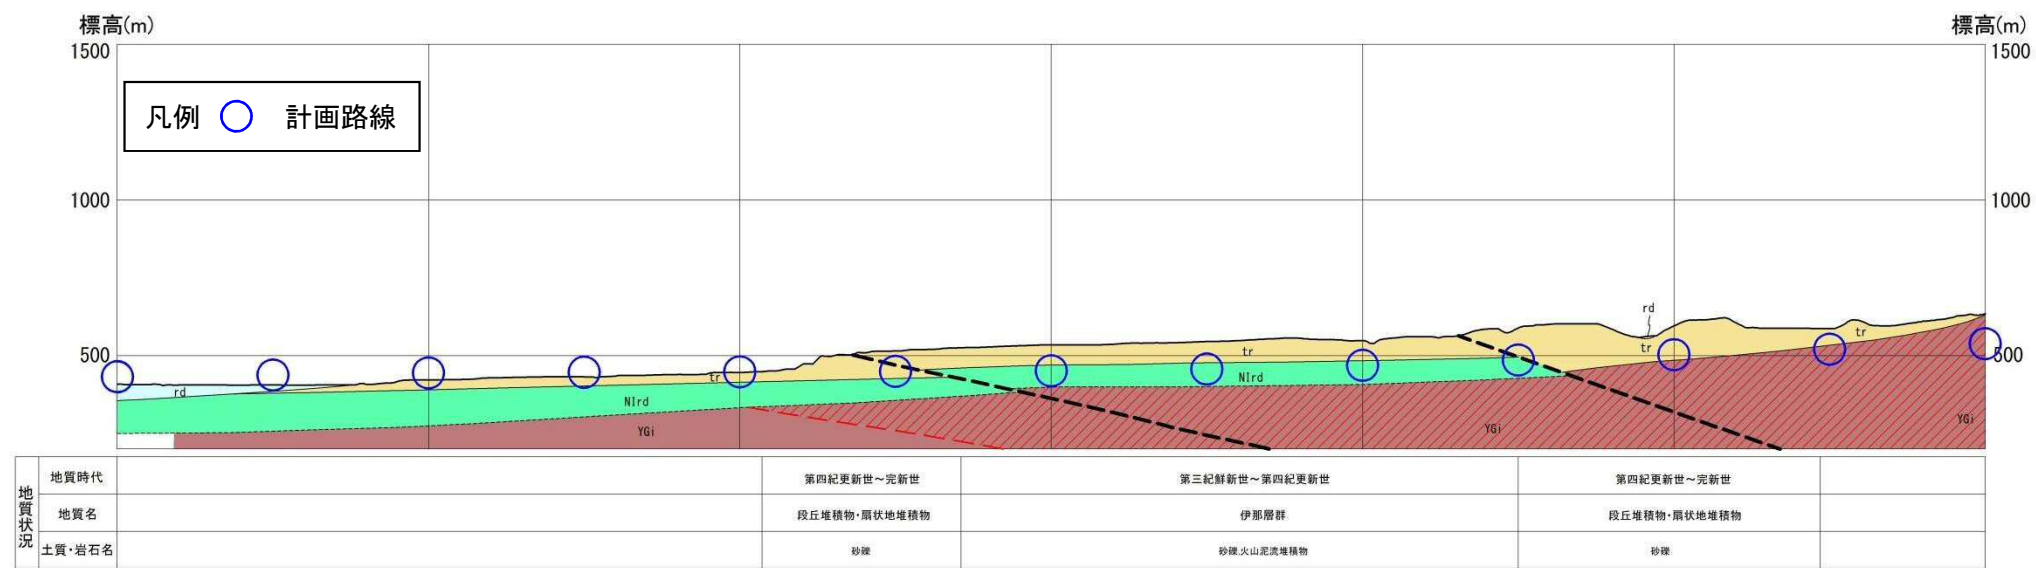 標高(m) 標高(m)
1500 1500
凡例 計画路線
1000 1000
rd
500 tr tr tr 500
rd tr NIrd
NIrd YGi
YGi YGi
地質状況
地質時代 第四紀更新世～完新世 第三紀鮮新世～第四紀更新世 第四紀更新世～完新世
地質名 段丘堆積物・扇状地堆積物 伊那層群 段丘堆積物・扇状地堆積物
土質・岩石名 砂礫 砂礫、火山泥流堆積物 砂礫